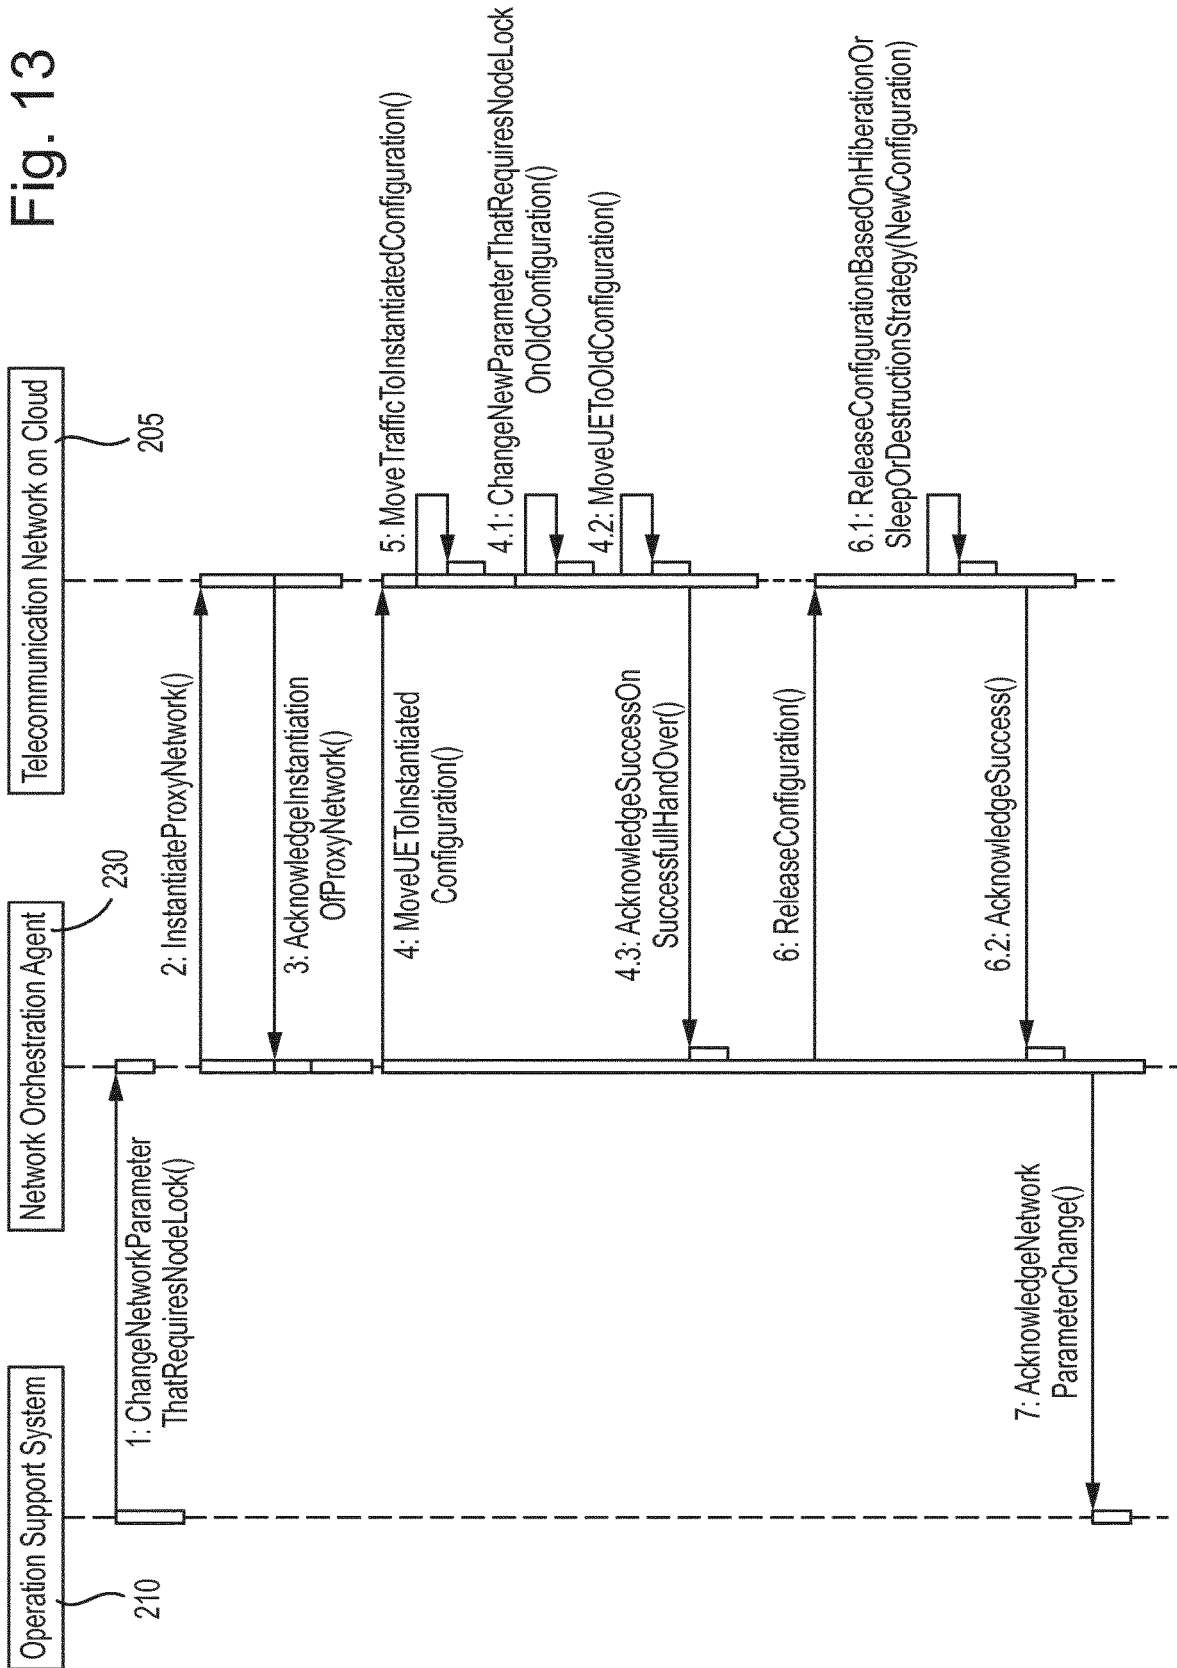 Fig. 13
Operation Support System
210
Network Orchestration Agent
230
Telecommunication Network on Cloud
205
1: ChangeNetworkParameter
ThatRequiresNodeLock()
2: InstantiateProxyNetwork()
3: AcknowledgeInstantiation
OfProxyNetwork()
4: MoveUEToInstantiated
Configuration()
5: MoveTrafficToInstantiatedConfiguration()
4.1: ChangeNewParameterThatRequiresNodeLock
OnOldConfiguration()
4.2: MoveUEToOldConfiguration()
4.3: AcknowledgeSuccessOn
SuccessfullHandOver()
6: ReleaseConfiguration()
6.1: ReleaseConfigurationBasedOnHiberationOr
SleepOrDestructionStrategy(NewConfiguration)
6.2: AcknowledgeSuccess()
7: AcknowledgeNetwork
ParameterChange()